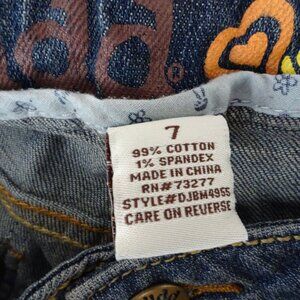 7
99% COTTON
1% SPANDEX
MADE IN CHINA
RN#73277
STYLE#DJBM4955
CARE ON REVERSE